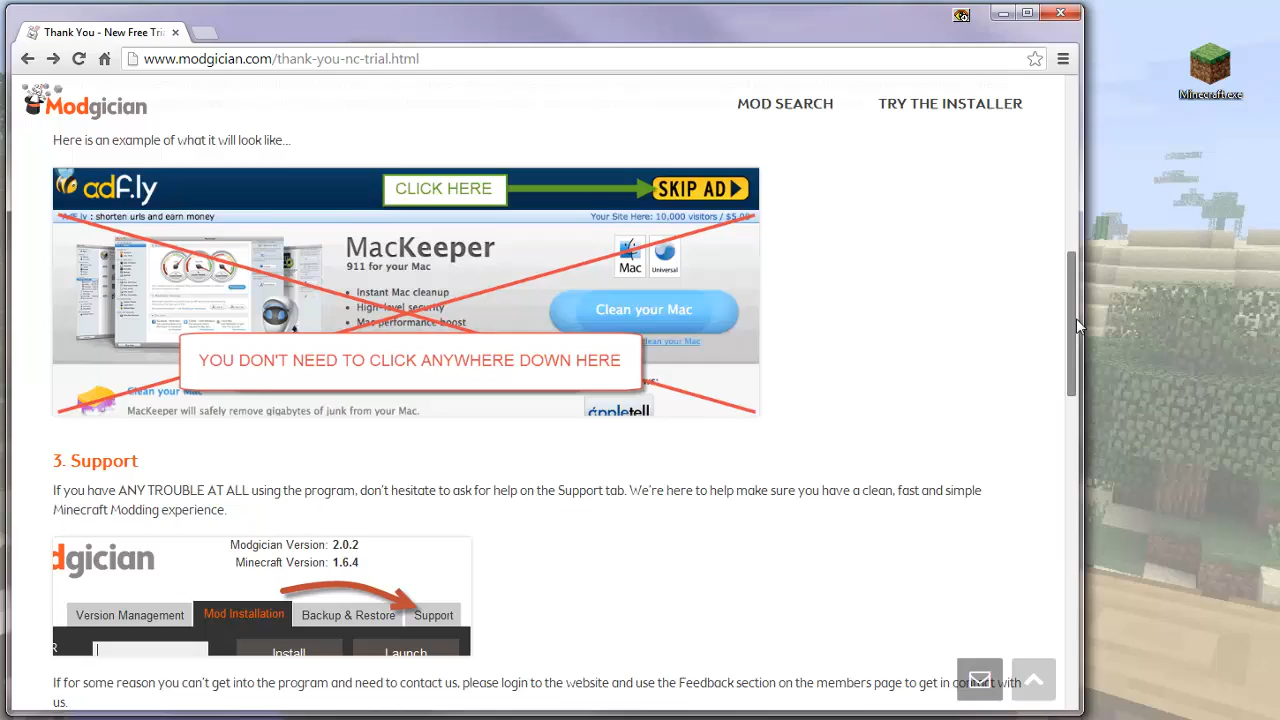 Thank You - New Free Tri
www.modgician.com/thank-you-nc-trial.html
Minecraft.exe
Modgician
MOD SEARCH
TRY THE INSTALLER
Here is an example of what it will look like...
adf.ly
CLICK HERE
SKIP AD
AdF.ly : shorten urls and earn money
Your Site Here: 10,000 visitors / $5.00
MacKeeper
911 for your Mac
Mac
Universal
• Instant Mac cleanup
• High-level security
• Mac performance boost
Clean your Mac
clean your Mac
YOU DON'T NEED TO CLICK ANYWHERE DOWN HERE
Clean your Mac
MacKeeper will safely remove gigabytes of junk from your Mac.
appletell
3. Support
If you have ANY TROUBLE AT ALL using the program, don't hesitate to ask for help on the Support tab. We're here to help make sure you have a clean, fast and simple
Minecraft Modding experience.
dgician
Modgician Version: 2.0.2
Minecraft Version: 1.6.4
Version Management
Mod Installation
Backup & Restore
Support
R
Install
Launch
If for some reason you can't get into the program and need to contact us, please login to the website and use the Feedback section on the members page to get in contact with
us.